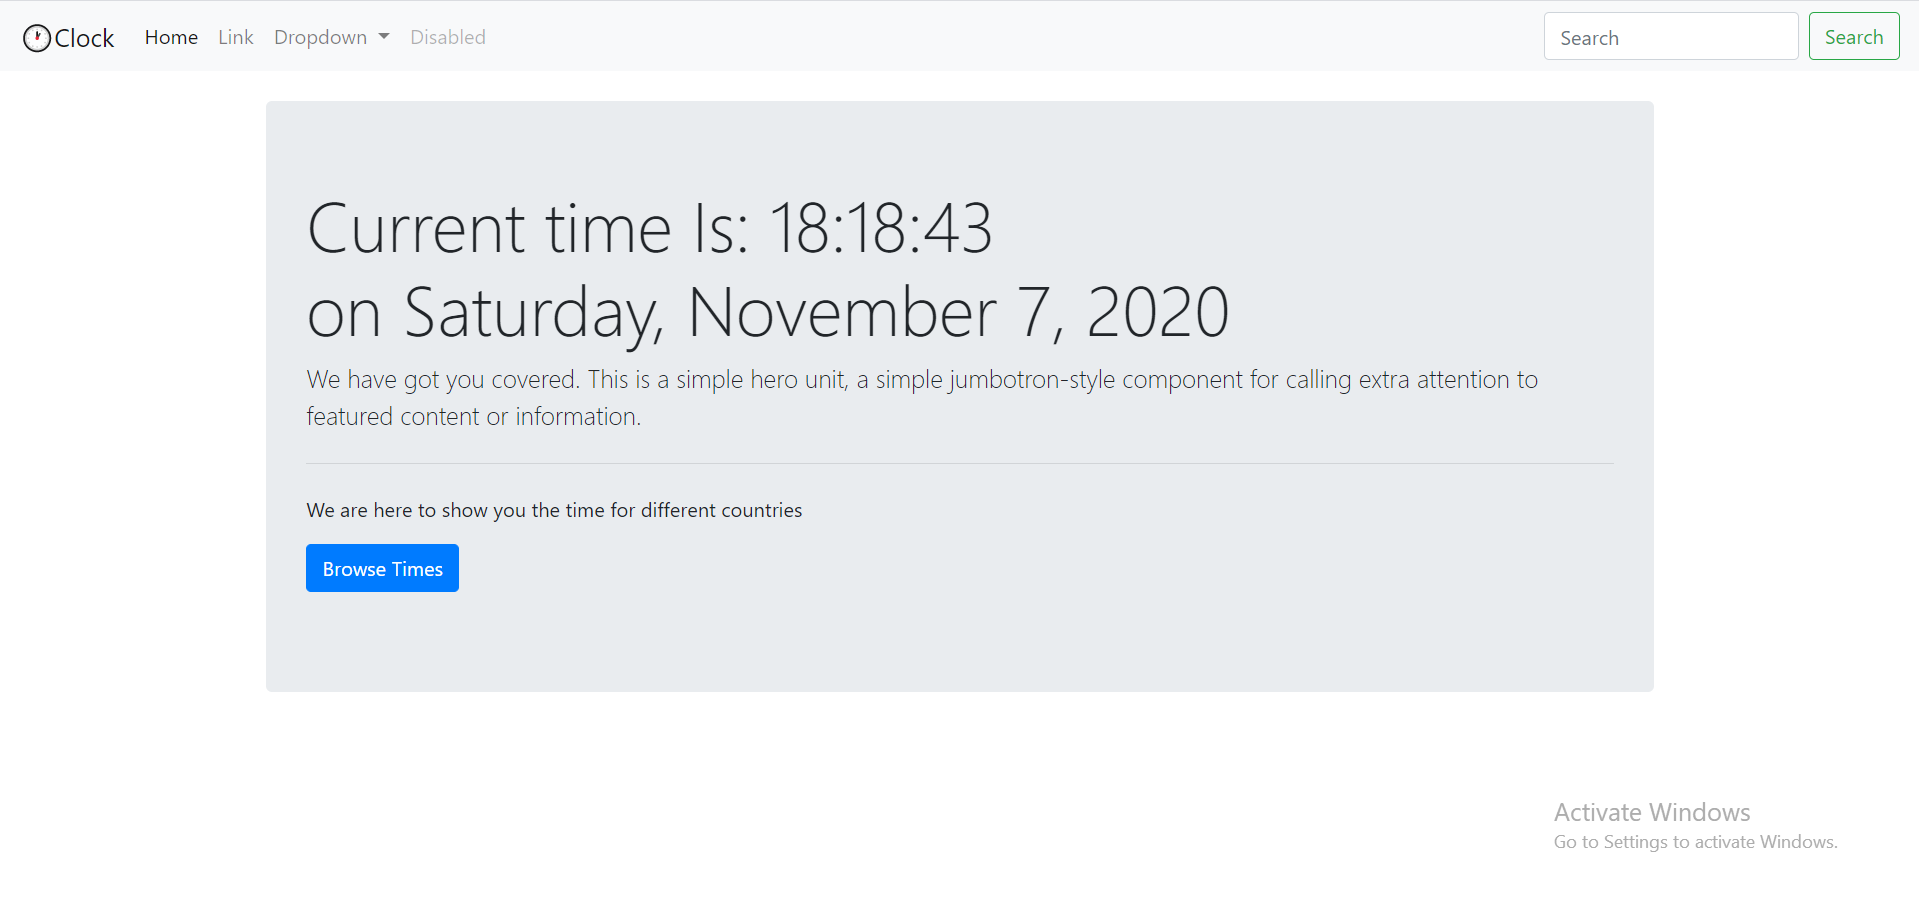 Clock Home Link Dropdown Disabled Search Search
Current time Is: 18:18:43
on Saturday, November 7, 2020
We have got you covered. This is a simple hero unit, a simple jumbotron-style component for calling extra attention to
featured content or information.
We are here to show you the time for different countries
Browse Times
Activate Windows
Go to Settings to activate Windows.